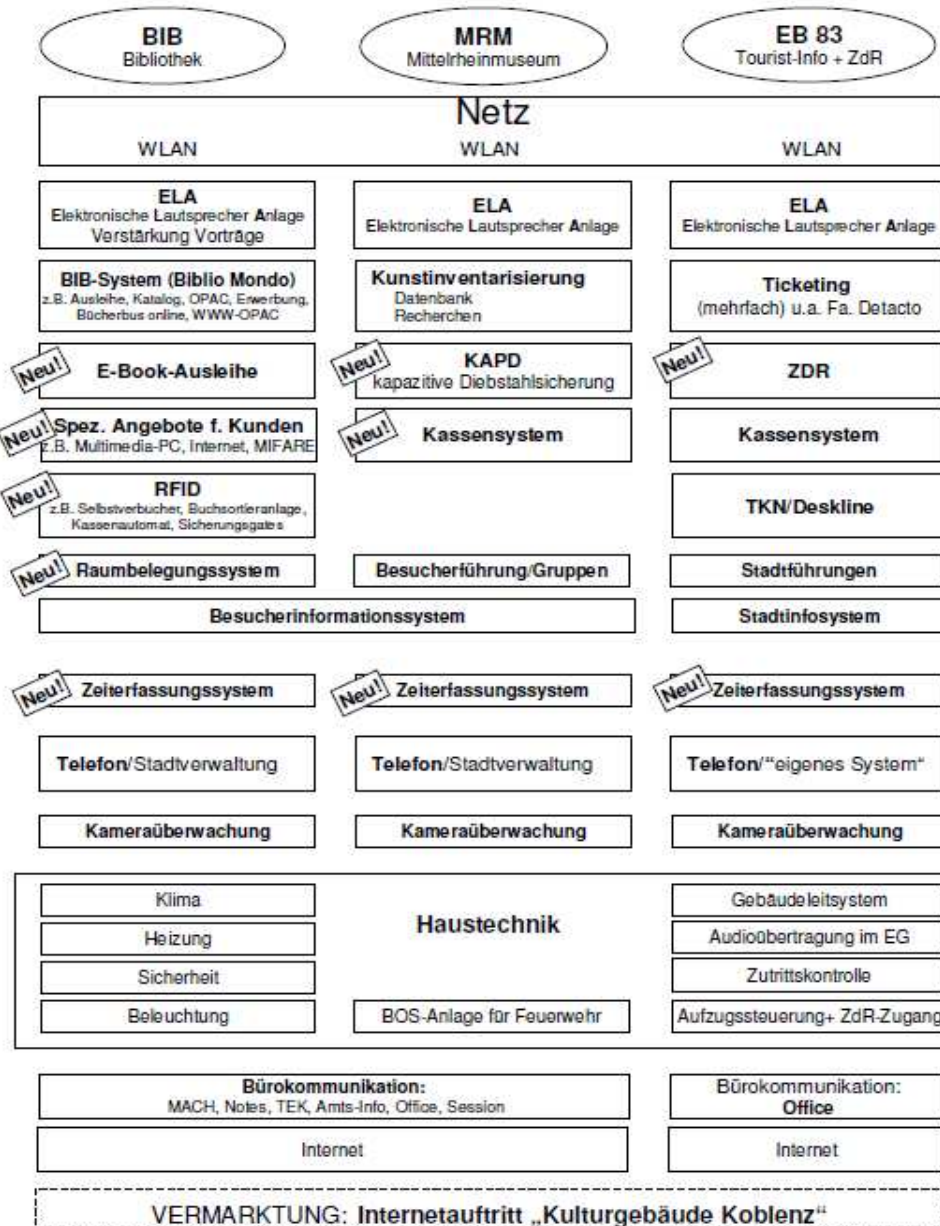 BIB
Bibliothek
MRM
Mittelrheinmuseum
EB 83
Tourist-Info + ZdR
Netz
WLAN
WLAN
WLAN
ELA
Elektronische Lautsprecher Anlage
Verstärkung Vorträge
ELA
Elektronische Lautsprecher Anlage
ELA
Elektronische Lautsprecher Anlage
BIB-System (Biblio Mondo)
z.B. Ausleihe, Katalog, OPAC, Erwerbung,
Bücherbus online, WWW-OPAC
Kunstinventarisierung
Datenbank
Recherchen
Ticketing
(mehrfach) u.a. Fa. Detacto
Neu!
E-Book-Ausleihe
Neu!
KAPD
kapazitive Diebstahlsicherung
Neu!
ZDR
Neu!
Spez. Angebote f. Kunden
z.B. Multimedia-PC, Internet, MIFARE
Neu!
Kassensystem
Kassensystem
Neu!
RFID
z.B. Selbstverbucher, Buchsortieranlage,
Kassenautomat, Sicherungsgates
TKN/Deskline
Neu!
Raumbelegungssystem
Besucherführung/Gruppen
Stadtführungen
Besucherinformationssystem
Stadtinfosystem
Neu!
Zeiterfassungssystem
Neu!
Zeiterfassungssystem
Neu!
Zeiterfassungssystem
Telefon/Stadtverwaltung
Telefon/Stadtverwaltung
Telefon/"eigenes System"
Kameraüberwachung
Kameraüberwachung
Kameraüberwachung
Klima
Heizung
Sicherheit
Beleuchtung
Haustechnik
BOS-Anlage für Feuerwehr
Gebäudeleitsystem
Audioübertragung im EG
Zutrittskontrolle
Aufzugssteuerung+ ZdR-Zugang
Bürokommunikation:
MACH, Notes, TEK, Amts-Info, Office, Session
Bürokommunikation:
Office
Internet
Internet
VERMARKTUNG: Internetauftritt „Kulturgebäude Koblenz"